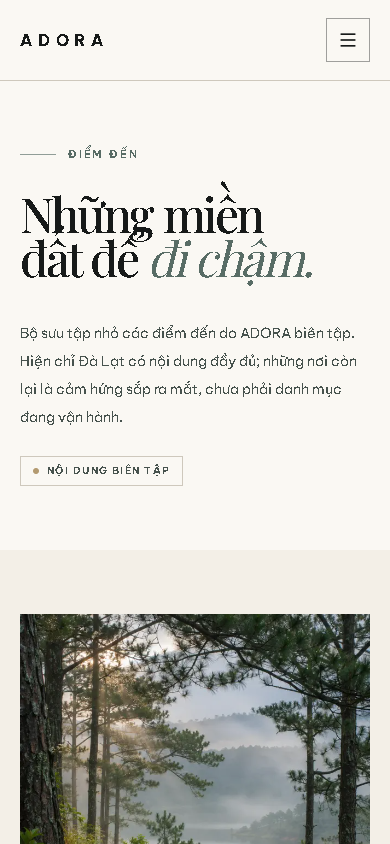 ADORA
ĐIỂM ĐẾN
Những miền
đất để đi chậm.
Bộ sưu tập nhỏ các điểm đến do ADORA biên tập.
Hiện chỉ Đà Lạt có nội dung đầy đủ; những nơi còn
lại là cảm hứng sắp ra mắt, chưa phải danh mục
đang vận hành.
NỘI DUNG BIÊN TẬP